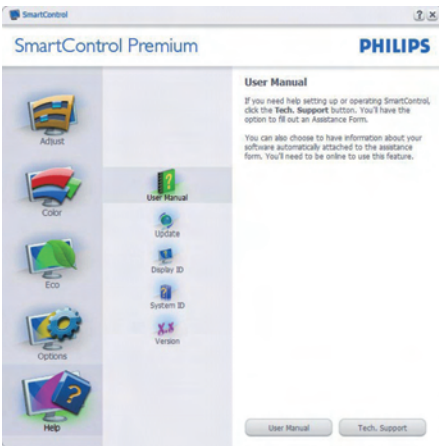 SmartControl
SmartControl Premium
PHILIPS
Adjust
Color
Eco
Options
Help
User Manual
Update
Display ID
System ID
X.X
Version
User Manual
If you need help setting up or operating SmartControl,
click the Tech. Support button. You'll have the
option to fill out an Assistance Form.
You can also choose to have information about your
software automatically attached to the assistance
form. You'll need to be online to use this feature.
User Manual
Tech. Support